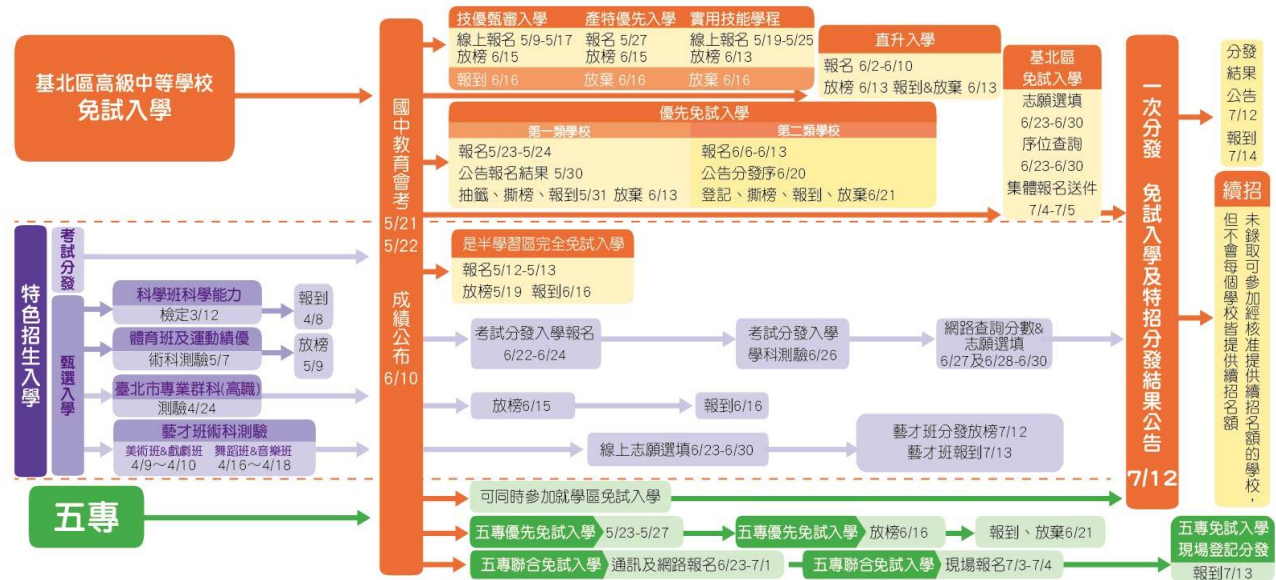 基北區高級中等學校
免試入學
國中教育會考
5/21
5/22
成績公布
6/10
技優甄審入學
線上報名 5/9-5/17
放榜 6/15
報到 6/16
產特優先入學
報名 5/27
放榜 6/15
放棄 6/16
實用技能學程
線上報名 5/19-5/25
放榜 6/13
放棄 6/16
直升入學
報名 6/2-6/10
放榜 6/13 報到&放棄 6/13
優先免試入學
第一類學校
報名5/23-5/24
公告報名結果 5/30
抽籤、撕榜、報到5/31 放棄 6/13
第二類學校
報名6/6-6/13
公告分發序6/20
登記、撕榜、報到、放棄6/21
基北區
免試入學
志願選填
6/23-6/30
序位查詢
6/23-6/30
集體報名送件
7/4-7/5
一次分發 免試入學及特招分發結果公告
7/12
分發
結果
公告
7/12
報到
7/14
續招
未錄取可參加經核准提供續招名額的學校，
但不會每個學校皆提供續招名額
是半學習區完全免試入學
報名5/12-5/13
放榜5/19 報到6/16
特色招生入學
考試分發
甄選入學
科學班科學能力
檢定3/12
報到
4/8
體育班及運動績優
術科測驗5/7
放榜
5/9
臺北市專業群科(高職)
測驗4/24
藝才班術科測驗
美術班&戲劇班
4/9～4/10
舞蹈班&音樂班
4/16～4/18
考試分發入學報名
6/22-6/24
考試分發入學
學科測驗6/26
網路查詢分數&
志願選填
6/27及6/28-6/30
放榜6/15
報到6/16
線上志願選填6/23-6/30
藝才班分發放榜7/12
藝才班報到7/13
五專
可同時參加就學區免試入學
五專優先免試入學 5/23-5/27
五專優先免試入學 放榜6/16
報到、放棄6/21
五專聯合免試入學 通訊及網路報名6/23-7/1
五專聯合免試入學 現場報名7/3-7/4
五專免試入學
現場登記分發
報到7/13